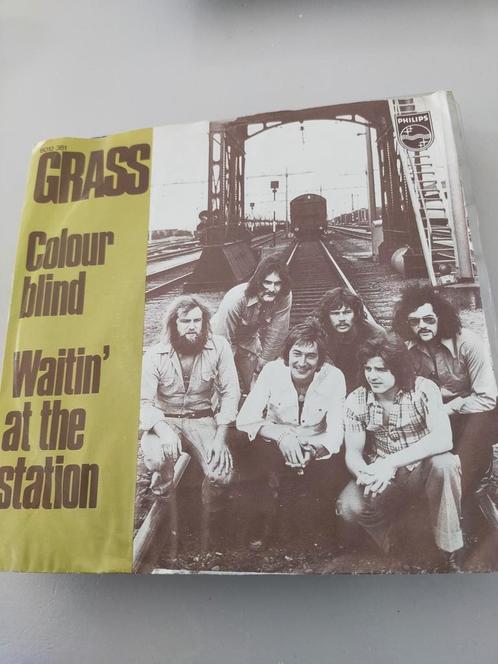 6012 361
GRASS
Colour
blind
Waitin'
at the
station
PHILIPS